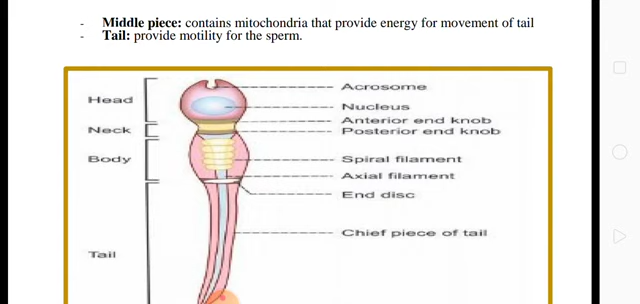 - Middle piece: contains mitochondria that provide energy for movement of tail
- Tail: provide motility for the sperm.
Acrosome
Head
Nucleus
Anterior end knob
Neck
Posterior end knob
Body
Spiral filament
Axial filament
End disc
Chief piece of tail
Tail